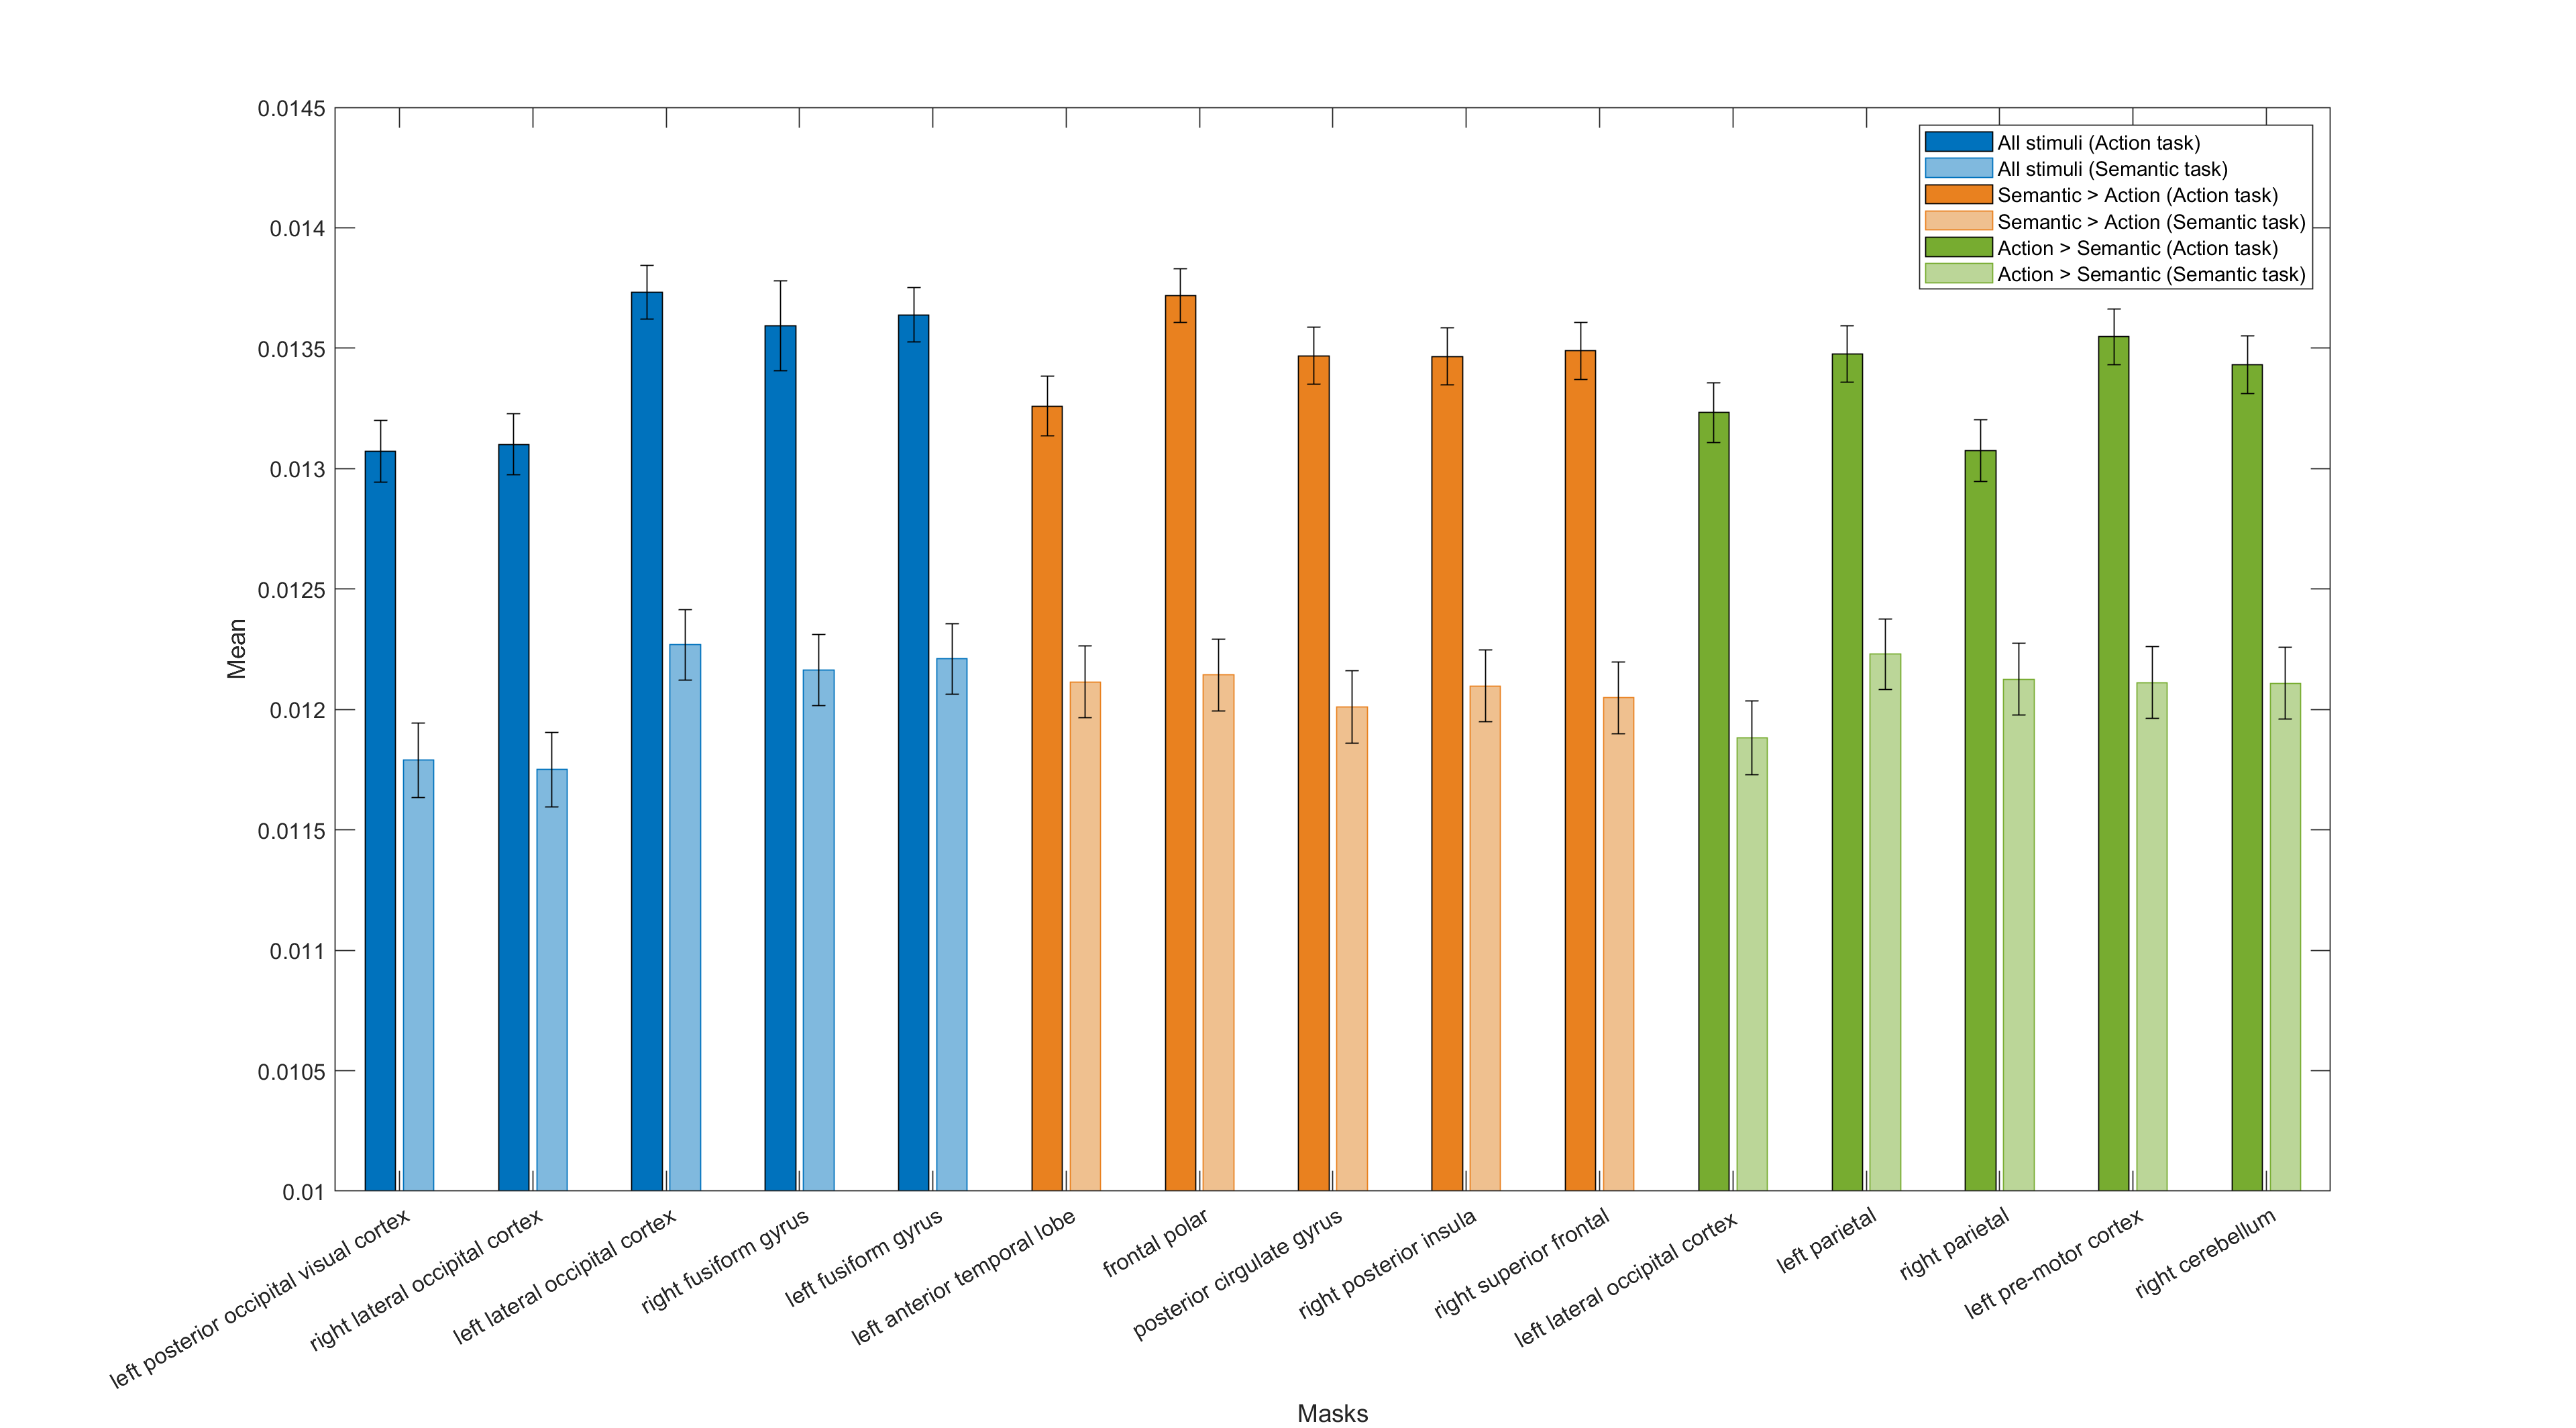 0.0145
0.014
0.0135
0.013
0.0125
0.012
0.0115
0.011
0.0105
0.01
Mean
All stimuli (Action task)
All stimuli (Semantic task)
Semantic > Action (Action task)
Semantic > Action (Semantic task)
Action > Semantic (Action task)
Action > Semantic (Semantic task)
left posterior occipital visual cortex
right lateral occipital cortex
left lateral occipital cortex
right fusiform gyrus
left fusiform gyrus
left anterior temporal lobe
frontal polar
posterior cirgulate gyrus
right posterior insula
right superior frontal
left lateral occipital cortex
left parietal
right parietal
left pre-motor cortex
right cerebellum
Masks